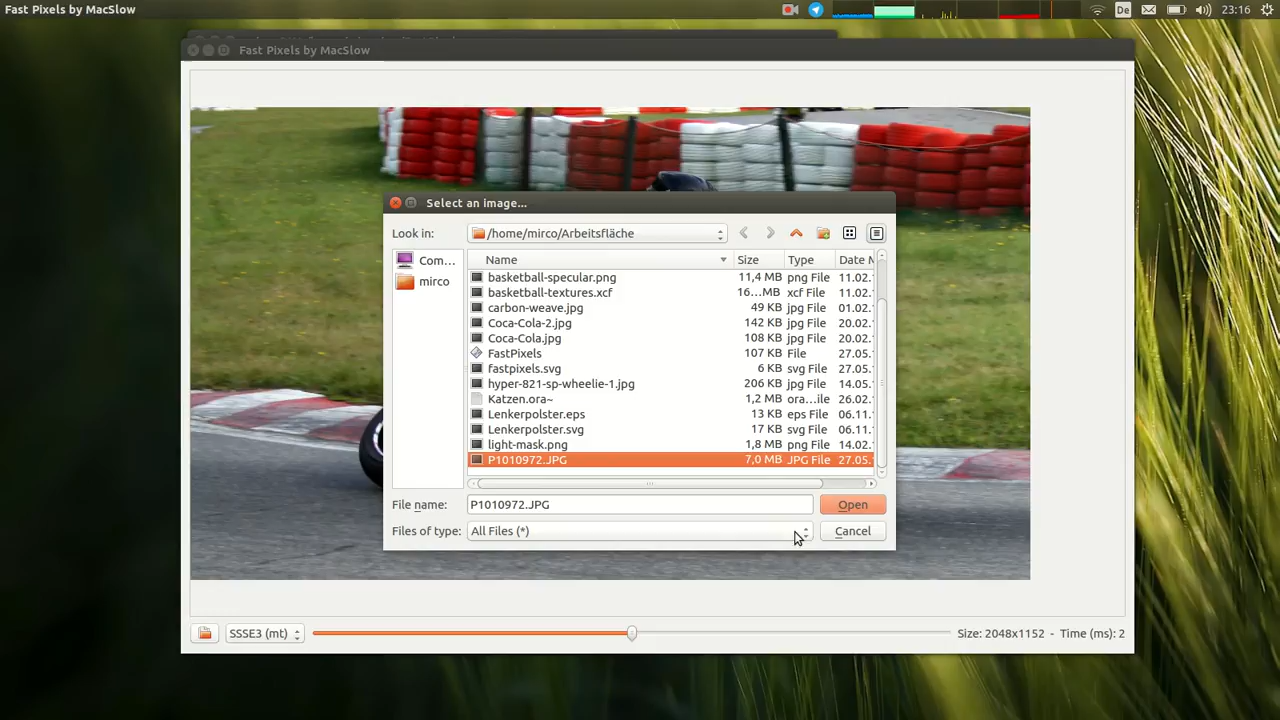 Fast Pixels by MacSlow
De
23:16
Fast Pixels by MacSlow
Select an image...
Look in:
/home/mirco/Arbeitsfläche
Com...
mirco
Name Size Type Date M
basketball-specular.png 11,4 MB png File 11.02.
basketball-textures.xcf 16...MB xcf File 11.02.
carbon-weave.jpg 49 KB jpg File 01.02.
Coca-Cola-2.jpg 142 KB jpg File 20.02.
Coca-Cola.jpg 108 KB jpg File 20.02.
FastPixels 107 KB File 27.05.
fastpixels.svg 6 KB svg File 27.05.
hyper-821-sp-wheelie-1.jpg 206 KB jpg File 14.05.
Katzen.ora~ 1,2 MB ora...ile 26.02.
Lenkerpolster.eps 13 KB eps File 06.11.
Lenkerpolster.svg 17 KB svg File 06.11.
light-mask.png 1,8 MB png File 14.02.
P1010972.JPG 7,0 MB JPG File 27.05.
File name: P1010972.JPG Open
Files of type: All Files (*) Cancel
SSSE3 (mt)
Size: 2048x1152 - Time (ms): 2